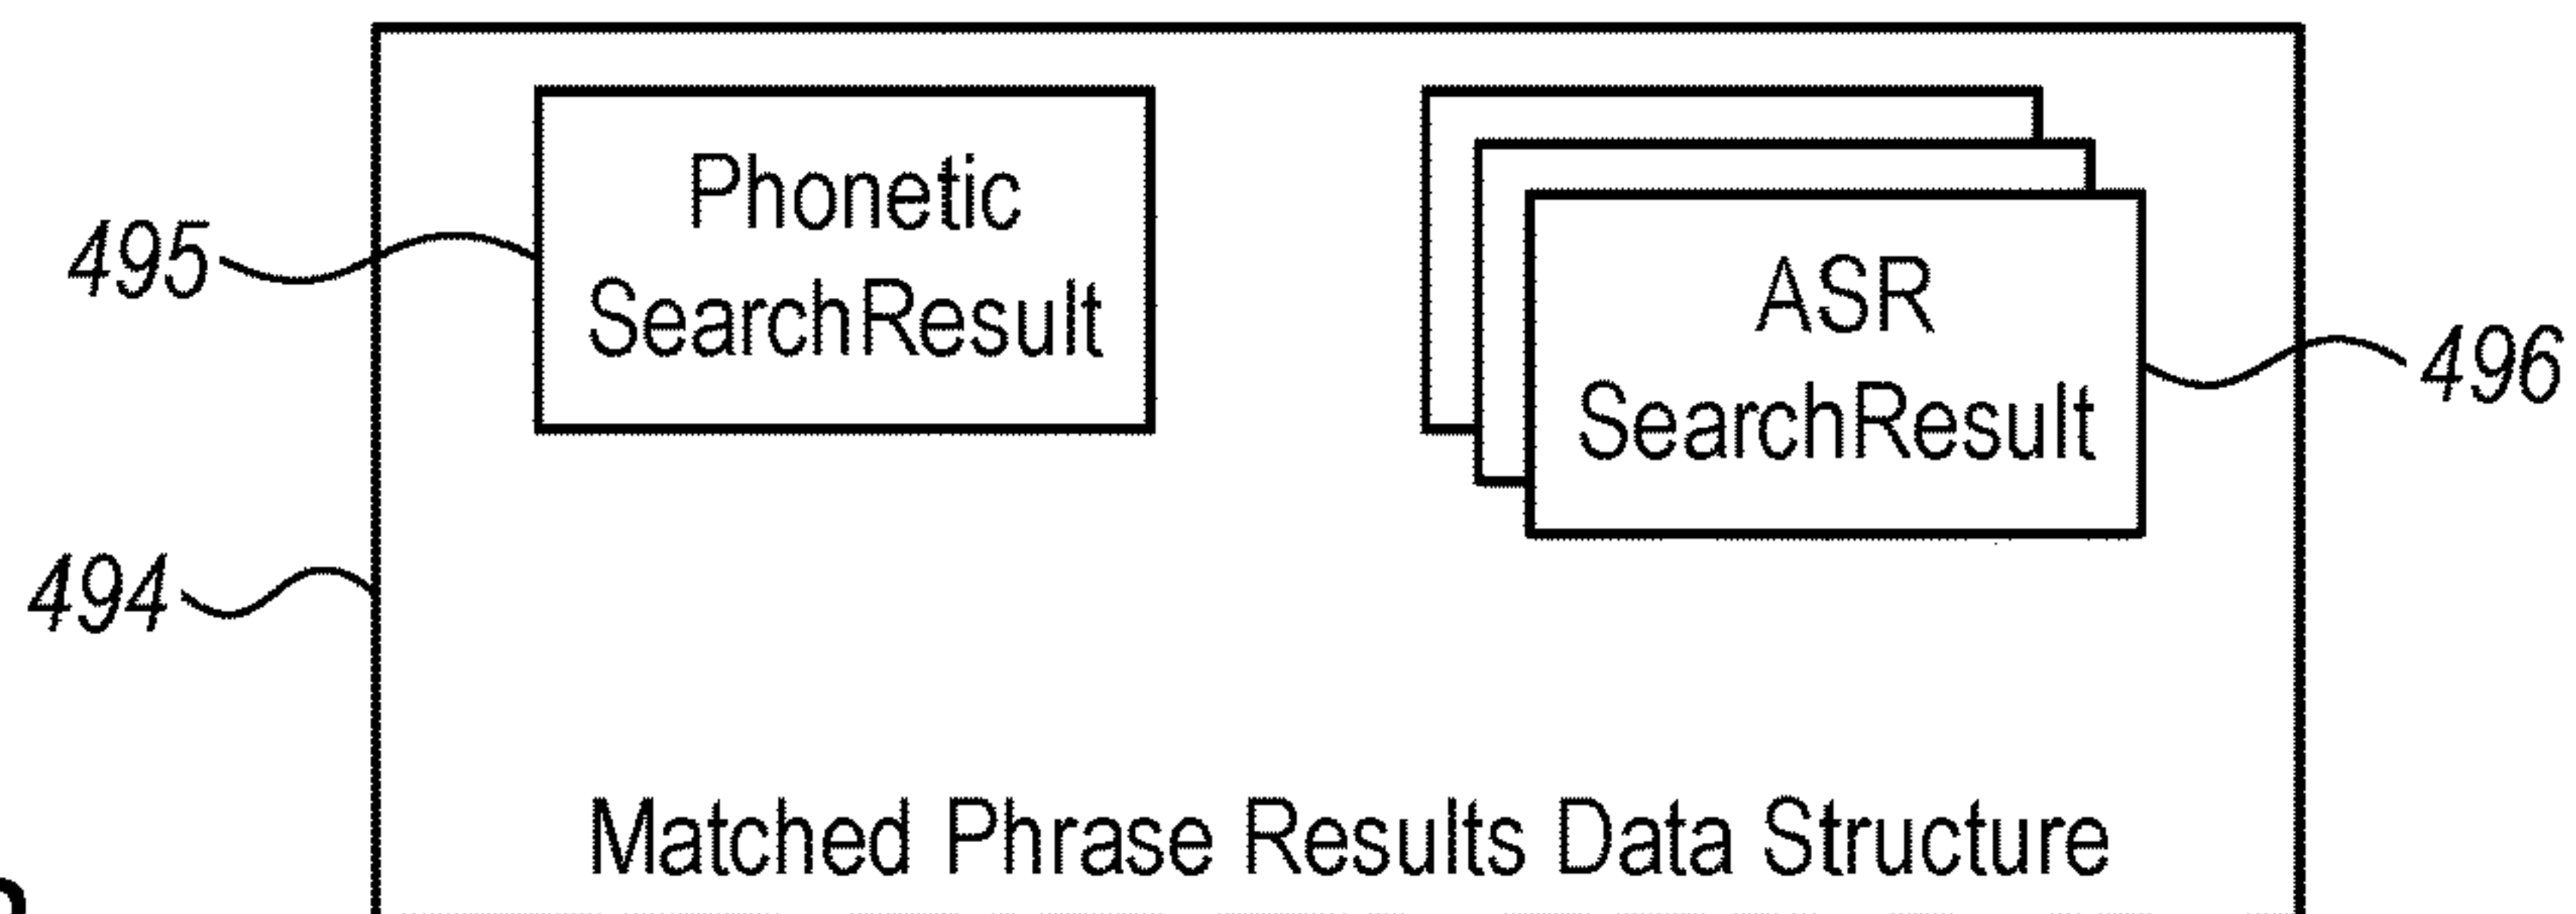 Phonetic
SearchResult
495
ASR
SearchResult
496
494
Matched Phrase Results Data Structure